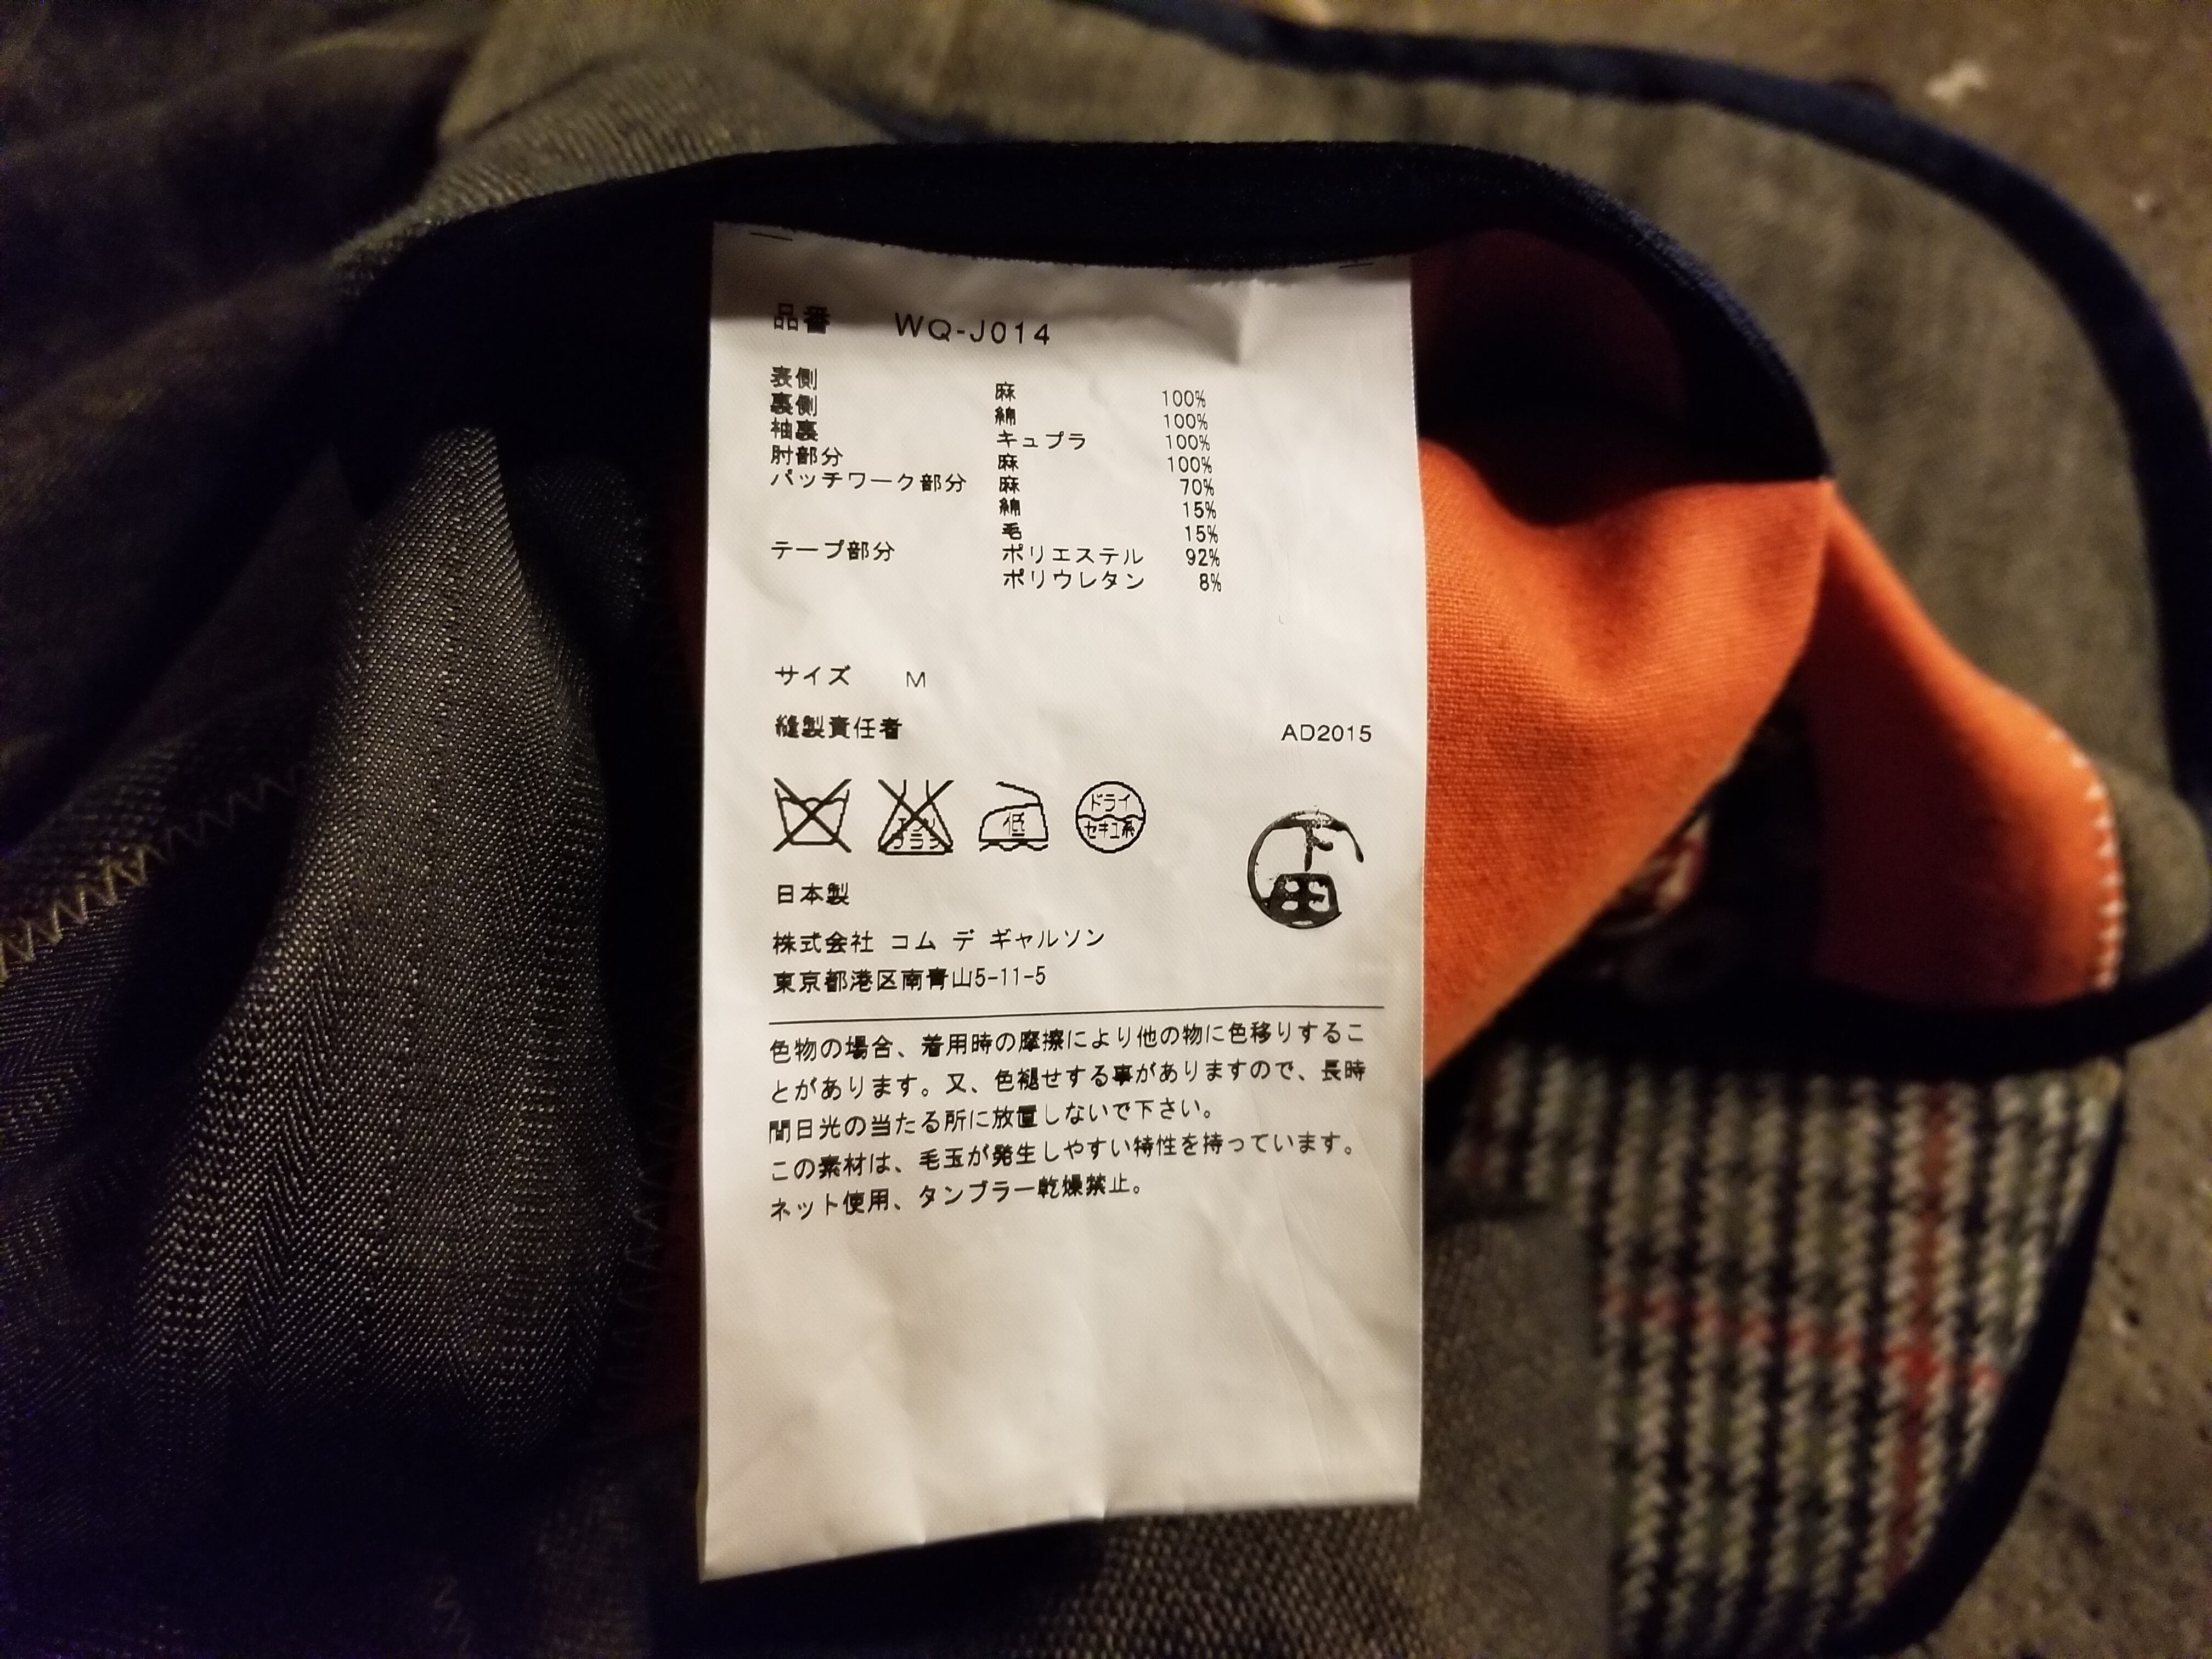 品番 WQ-J014
表側 麻 100%
裏側 綿 100%
袖裏 キュプラ 100%
肘部分 麻 100%
パッチワーク部分 麻 70%
綿 15%
毛 15%
テープ部分 ポリエステル 92%
ポリウレタン 8%
サイズ M
縫製責任者 AD2015
エンソ サラシ 低 ドライ セキユ系
下田
日本製
株式会社 コム デ ギャルソン
東京都港区南青山5-11-5
色物の場合、着用時の摩擦により他の物に色移りするこ
とがあります。又、色褪せする事がありますので、長時
間日光の当たる所に放置しないで下さい。
この素材は、毛玉が発生しやすい特性を持っています。
ネット使用、タンブラー乾燥禁止。